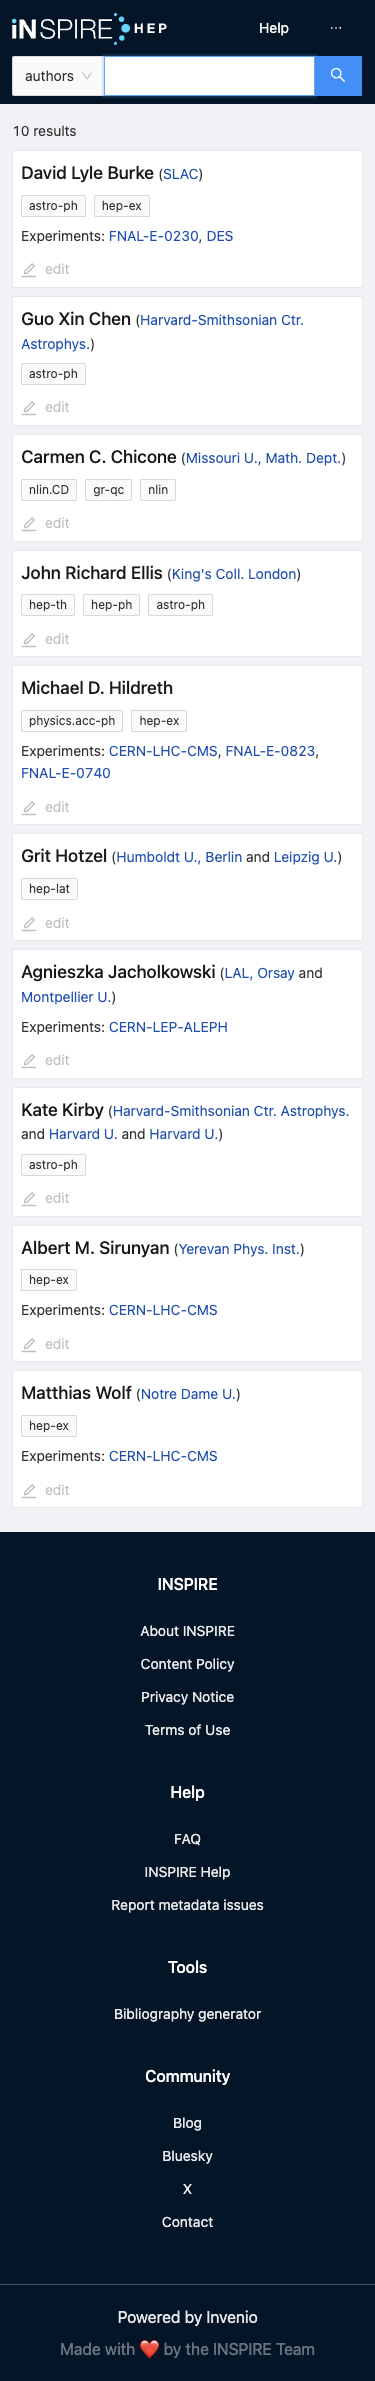 iNSPIRE HEP
Help
···
authors
10 results
David Lyle Burke (SLAC)
astro-ph hep-ex
Experiments: FNAL-E-0230, DES
edit
Guo Xin Chen (Harvard-Smithsonian Ctr.
Astrophys.)
astro-ph
edit
Carmen C. Chicone (Missouri U., Math. Dept.)
nlin.CD gr-qc nlin
edit
John Richard Ellis (King's Coll. London)
hep-th hep-ph astro-ph
edit
Michael D. Hildreth
physics.acc-ph hep-ex
Experiments: CERN-LHC-CMS, FNAL-E-0823,
FNAL-E-0740
edit
Grit Hotzel (Humboldt U., Berlin and Leipzig U.)
hep-lat
edit
Agnieszka Jacholkowski (LAL, Orsay and
Montpellier U.)
Experiments: CERN-LEP-ALEPH
edit
Kate Kirby (Harvard-Smithsonian Ctr. Astrophys.
and Harvard U. and Harvard U.)
astro-ph
edit
Albert M. Sirunyan (Yerevan Phys. Inst.)
hep-ex
Experiments: CERN-LHC-CMS
edit
Matthias Wolf (Notre Dame U.)
hep-ex
Experiments: CERN-LHC-CMS
edit
INSPIRE
About INSPIRE
Content Policy
Privacy Notice
Terms of Use
Help
FAQ
INSPIRE Help
Report metadata issues
Tools
Bibliography generator
Community
Blog
Bluesky
X
Contact
Powered by Invenio
Made with ❤️ by the INSPIRE Team